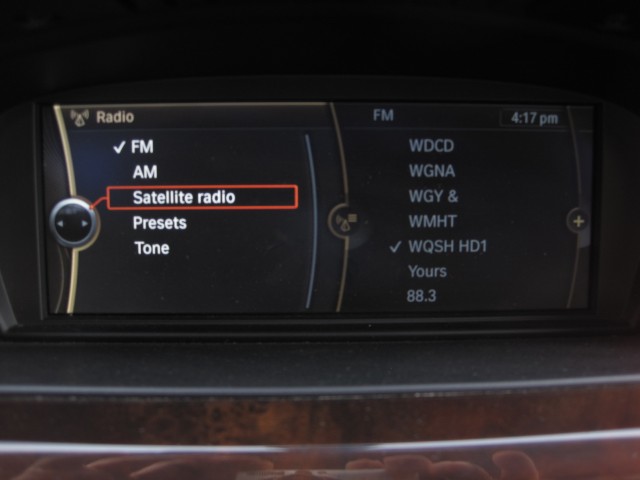 Radio
FM
4:17 pm
✓ FM
AM
Satellite radio
Presets
Tone
WDCD
WGNA
WGY &
WMHT
✓ WQSH HD1
Yours
88.3
+